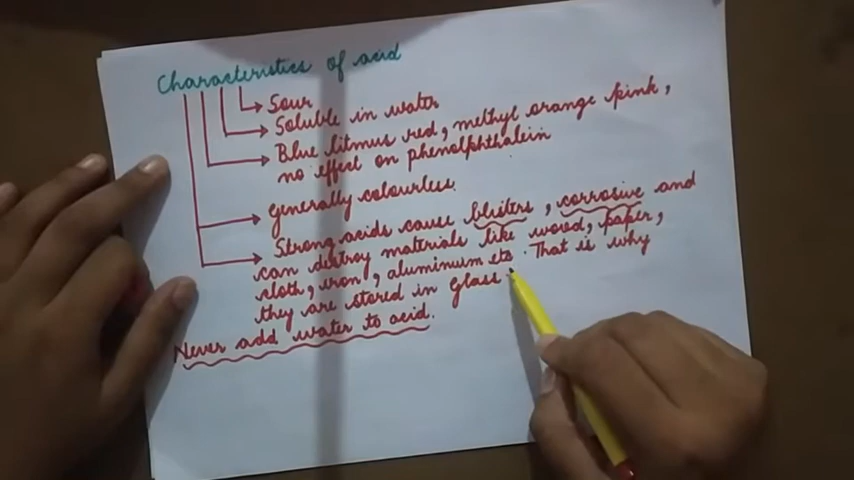 Characteristics of acid
Sour
Soluble in water
Blue litmus red, methyl orange pink,
no effect on phenolphthalein
generally colourless.
Strong acids cause blisters, corrosive and
can destroy materials like wood, paper,
cloth, iron, aluminum etc. That is why
they are stored in glass.
Never add water to acid.